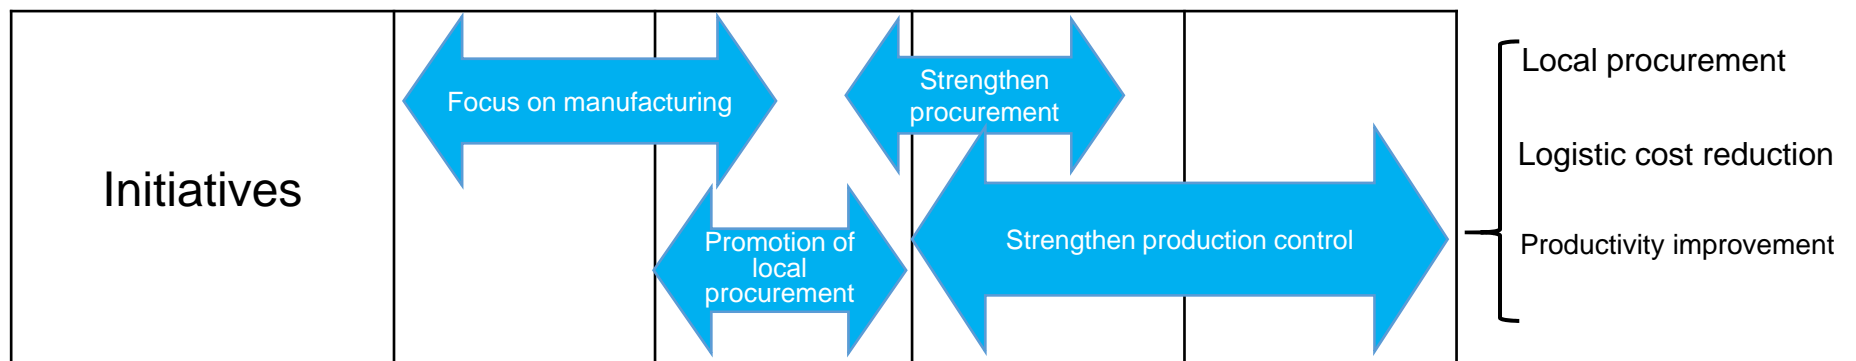 Initiatives
Focus on manufacturing
Strengthen
procurement
Promotion of
local
procurement
Strengthen production control
Local procurement
Logistic cost reduction
Productivity improvement